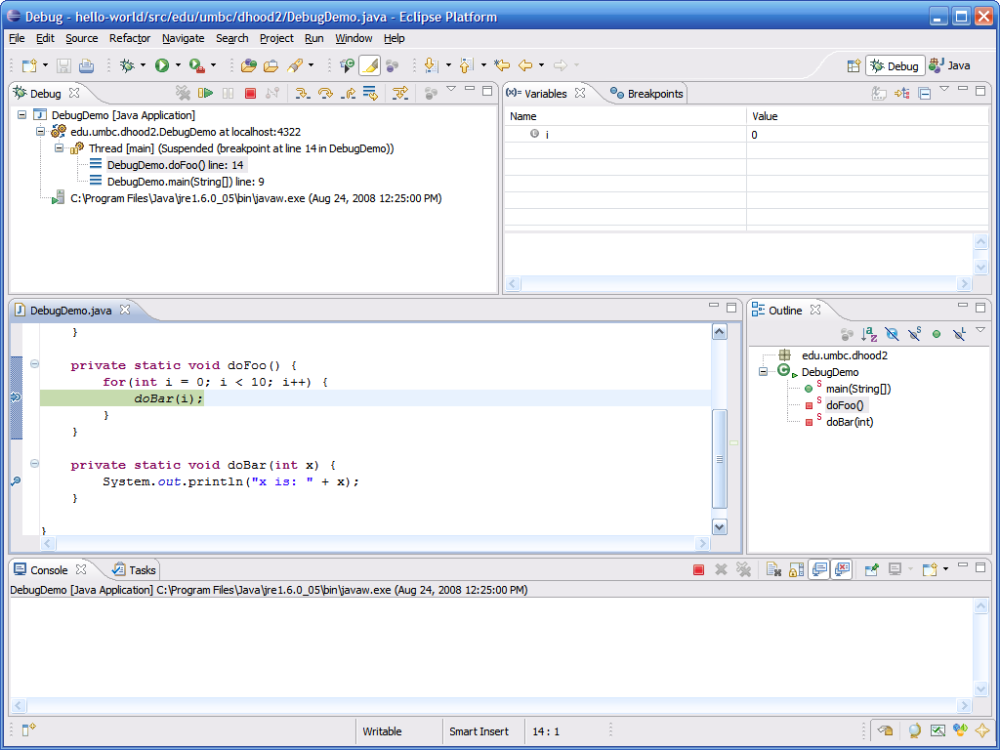 Debug - hello-world/src/edu/umbc/dhood2/DebugDemo.java - Eclipse Platform
File Edit Source Refactor Navigate Search Project Run Window Help
Debug Java
Debug
DebugDemo [Java Application]
edu.umbc.dhood2.DebugDemo at localhost:4322
Thread [main] (Suspended (breakpoint at line 14 in DebugDemo))
DebugDemo.doFoo() line: 14
DebugDemo.main(String[]) line: 9
C:\Program Files\Java\jre1.6.0_05\bin\javaw.exe (Aug 24, 2008 12:25:00 PM)
(x)= Variables Breakpoints
Name Value
i 0
DebugDemo.java
}
private static void doFoo() {
for(int i = 0; i < 10; i++) {
doBar(i);
}
}
private static void doBar(int x) {
System.out.println("x is: " + x);
}
}
Outline
edu.umbc.dhood2
DebugDemo
main(String[])
doFoo()
doBar(int)
Console Tasks
DebugDemo [Java Application] C:\Program Files\Java\jre1.6.0_05\bin\javaw.exe (Aug 24, 2008 12:25:00 PM)
Writable Smart Insert 14 : 1